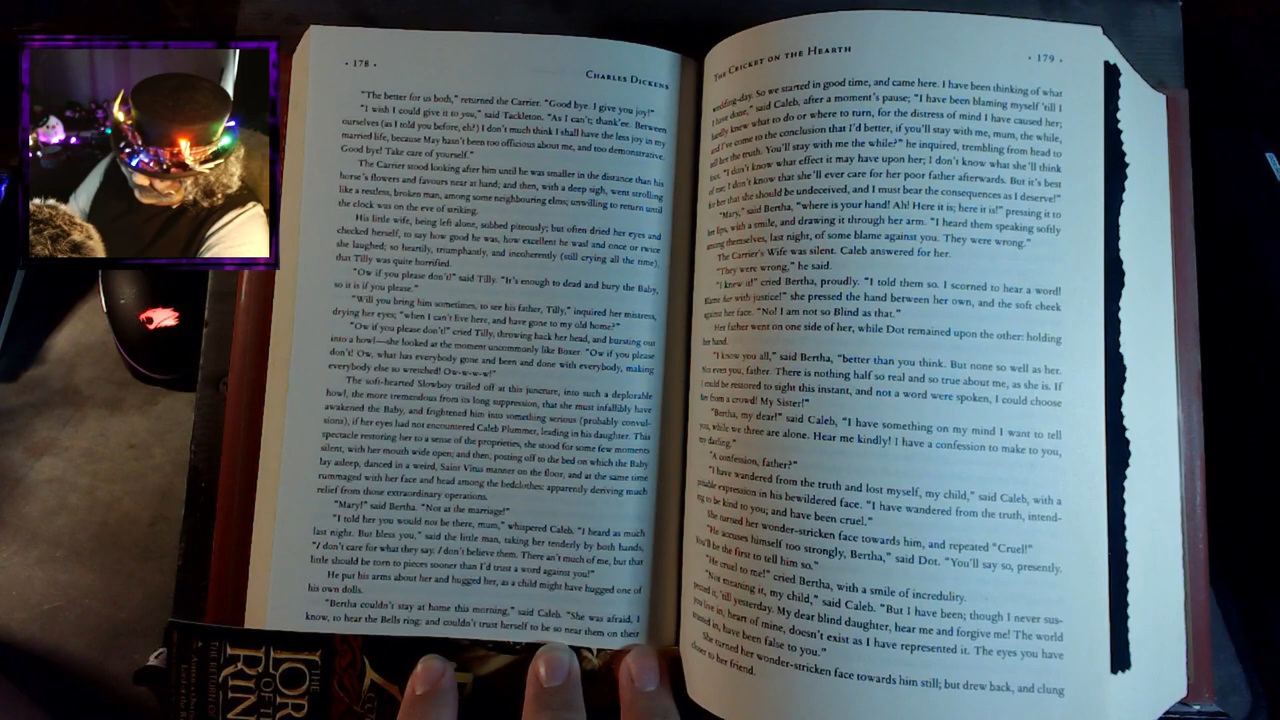 · 178 ·
CHARLES DICKENS
"The better for us both," returned the Carrier. "Good bye. I give you joy!"
"I wish I could give it to you," said Tackleton. "As I can't; thank'ee. Between
ourselves (as I told you before, eh?) I don't much think I shall have the less joy in my
married life, because May hasn't been too officious about me, and too demonstrative.
Good bye! Take care of yourself."
The Carrier stood looking after him until he was smaller in the distance than his
horse's flowers and favours near at hand; and then, with a deep sigh, went strolling
like a restless, broken man, among some neighbouring elms; unwilling to return until
the clock was on the eve of striking.
His little wife, being left alone, sobbed piteously; but often dried her eyes and
checked herself, to say how good he was, how excellent he was! and once or twice
she laughed; so heartily, triumphantly, and incoherently (still crying all the time),
that Tilly was quite horrified.
"Ow if you please don't!" said Tilly. "It's enough to dead and bury the Baby,
so it is if you please."
"Will you bring him sometimes, to see his father, Tilly," inquired her mistress,
drying her eyes; "when I can't live here, and have gone to my old home?"
"Ow if you please don't!" cried Tilly, throwing back her head, and bursting out
into a howl—she looked at the moment uncommonly like Boxer. "Ow if you please
don't! Ow, what has everybody gone and been and done with everybody, making
everybody else so wretched! Ow-w-w-w!"
The soft-hearted Slowboy trailed off at this juncture, into such a deplorable
howl, the more tremendous from its long suppression, that she must infallibly have
awakened the Baby, and frightened him into something serious (probably convul-
sions), if her eyes had not encountered Caleb Plummer, leading in his daughter. This
spectacle restoring her to a sense of the proprieties, she stood for some few moments
silent, with her mouth wide open; and then, posting off to the bed on which the Baby
lay asleep, danced in a weird, Saint Vitus manner on the floor, and at the same time
rummaged with her face and head among the bedclothes: apparently deriving much
relief from those extraordinary operations.
"Mary!" said Bertha. "Not at the marriage!"
"I told her you would not be there, mum," whispered Caleb. "I heard as much
last night. But bless you," said the little man, taking her tenderly by both hands,
"I don't care for what they say. I don't believe them. There an't much of me, but that
little should be torn to pieces sooner than I'd trust a word against you!"
He put his arms about her and hugged her, as a child might have hugged one of
his own dolls.
"Bertha couldn't stay at home this morning," said Caleb. "She was afraid, I
know, to hear the Bells ring: and couldn't trust herself to be so near them on their
THE CRICKET ON THE HEARTH
· 179 ·
wedding-day. So we started in good time, and came here. I have been thinking of what
I have done," said Caleb, after a moment's pause; "I have been blaming myself 'till I
hardly knew what to do or where to turn, for the distress of mind I have caused her;
and I've come to the conclusion that I'd better, if you'll stay with me, mum, the while,
tell her the truth. You'll stay with me the while?" he inquired, trembling from head to
foot. "I don't know what effect it may have upon her; I don't know what she'll think
of me; I don't know that she'll ever care for her poor father afterwards. But it's best
for her that she should be undeceived, and I must bear the consequences as I deserve!"
"Mary," said Bertha, "where is your hand! Ah! Here it is; here it is!" pressing it to
her lips, with a smile, and drawing it through her arm. "I heard them speaking softly
among themselves, last night, of some blame against you. They were wrong."
The Carrier's Wife was silent. Caleb answered for her.
"They were wrong," he said.
"I knew it!" cried Bertha, proudly. "I told them so. I scorned to hear a word!
Blame her with justice!" she pressed the hand between her own, and the soft cheek
against her face. "No! I am not so Blind as that."
Her father went on one side of her, while Dot remained upon the other: holding
her hand.
"I know you all," said Bertha, "better than you think. But none so well as her.
Not even you, father. There is nothing half so real and so true about me, as she is. If
I could be restored to sight this instant, and not a word were spoken, I could choose
her from a crowd! My Sister!"
"Bertha, my dear!" said Caleb, "I have something on my mind I want to tell
you, while we three are alone. Hear me kindly! I have a confession to make to you,
my darling."
"A confession, father?"
"I have wandered from the truth and lost myself, my child," said Caleb, with a
pitiable expression in his bewildered face. "I have wandered from the truth, intend-
ing to be kind to you; and have been cruel."
She turned her wonder-stricken face towards him, and repeated "Cruel!"
"He accuses himself too strongly, Bertha," said Dot. "You'll say so, presently.
You'll be the first to tell him so."
"He cruel to me!" cried Bertha, with a smile of incredulity.
"Not meaning it, my child," said Caleb. "But I have been; though I never sus-
pected it, 'till yesterday. My dear blind daughter, hear me and forgive me! The world
you live in, heart of mine, doesn't exist as I have represented it. The eyes you have
trusted in, have been false to you."
She turned her wonder-stricken face towards him still; but drew back, and clung
closer to her friend.
THE
LOR
OF THE
RIN
THE RETURN O